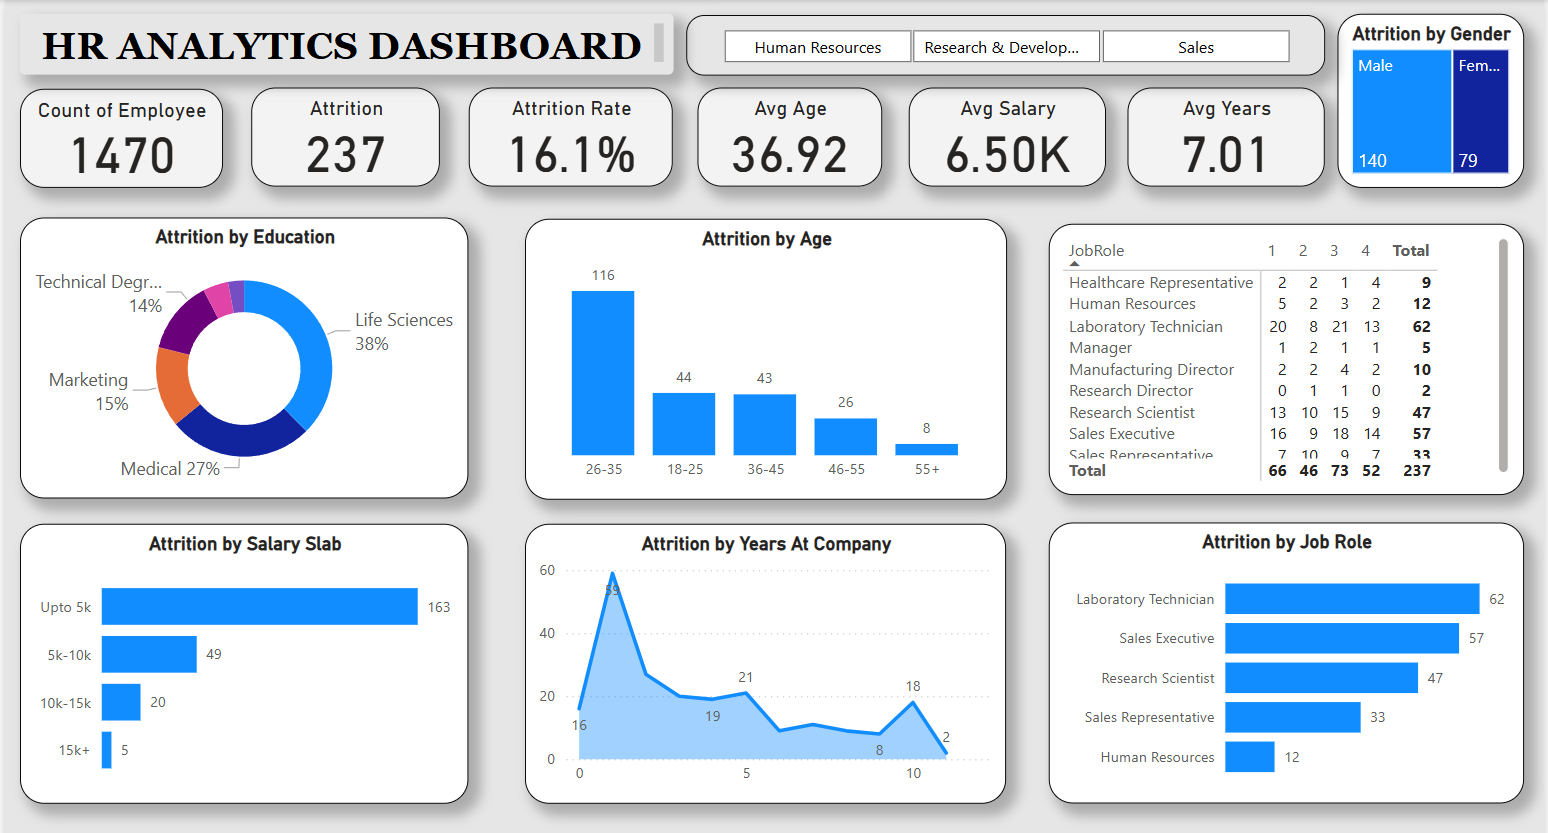 HR ANALYTICS DASHBOARD
Human Resources
Research & Develop...
Sales
Attrition by Gender
Male
Fem...
140
79
Count of Employee
1470
Attrition
237
Attrition Rate
16.1%
Avg Age
36.92
Avg Salary
6.50K
Avg Years
7.01
Attrition by Education
Technical Degr...
14%
Life Sciences
38%
Marketing
15%
Medical 27%
Attrition by Age
116
44
43
26
8
26-35
18-25
36-45
46-55
55+
JobRole 1 2 3 4 Total
Healthcare Representative 2 2 1 4 9
Human Resources 5 2 3 2 12
Laboratory Technician 20 8 21 13 62
Manager 1 2 1 1 5
Manufacturing Director 2 2 4 2 10
Research Director 0 1 1 0 2
Research Scientist 13 10 15 9 47
Sales Executive 16 9 18 14 57
Sales Representative 7 10 9 7 33
Total 66 46 73 52 237
Attrition by Salary Slab
Upto 5k 163
5k-10k 49
10k-15k 20
15k+ 5
Attrition by Years At Company
60
40
20
0
59
16
19
21
8
18
2
0 5 10
Attrition by Job Role
Laboratory Technician 62
Sales Executive 57
Research Scientist 47
Sales Representative 33
Human Resources 12